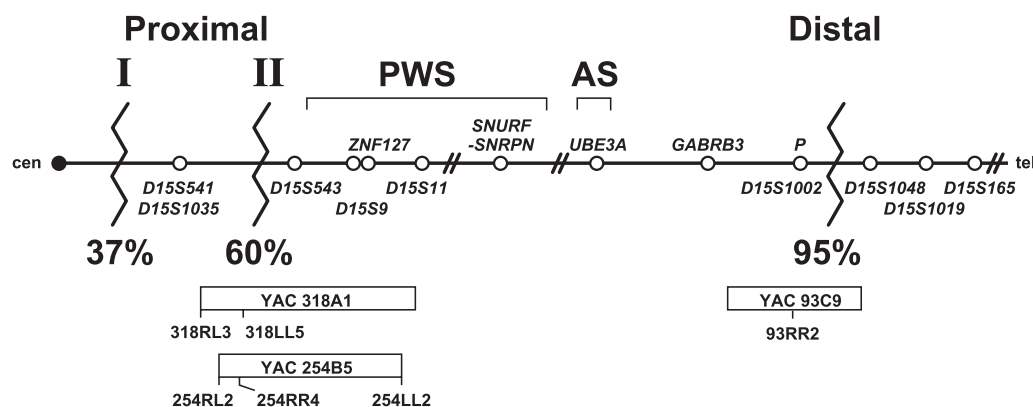 Proximal
Distal
I
II
PWS
AS
ZNF127
SNURF
-SNRPN
UBE3A
GABRB3
P
cen
tel
D15S541
D15S1035
D15S543
D15S9
D15S11
D15S1002
D15S1048
D15S1019
D15S165
37%
60%
95%
YAC 318A1
318RL3
318LL5
YAC 93C9
93RR2
YAC 254B5
254RL2
254RR4
254LL2